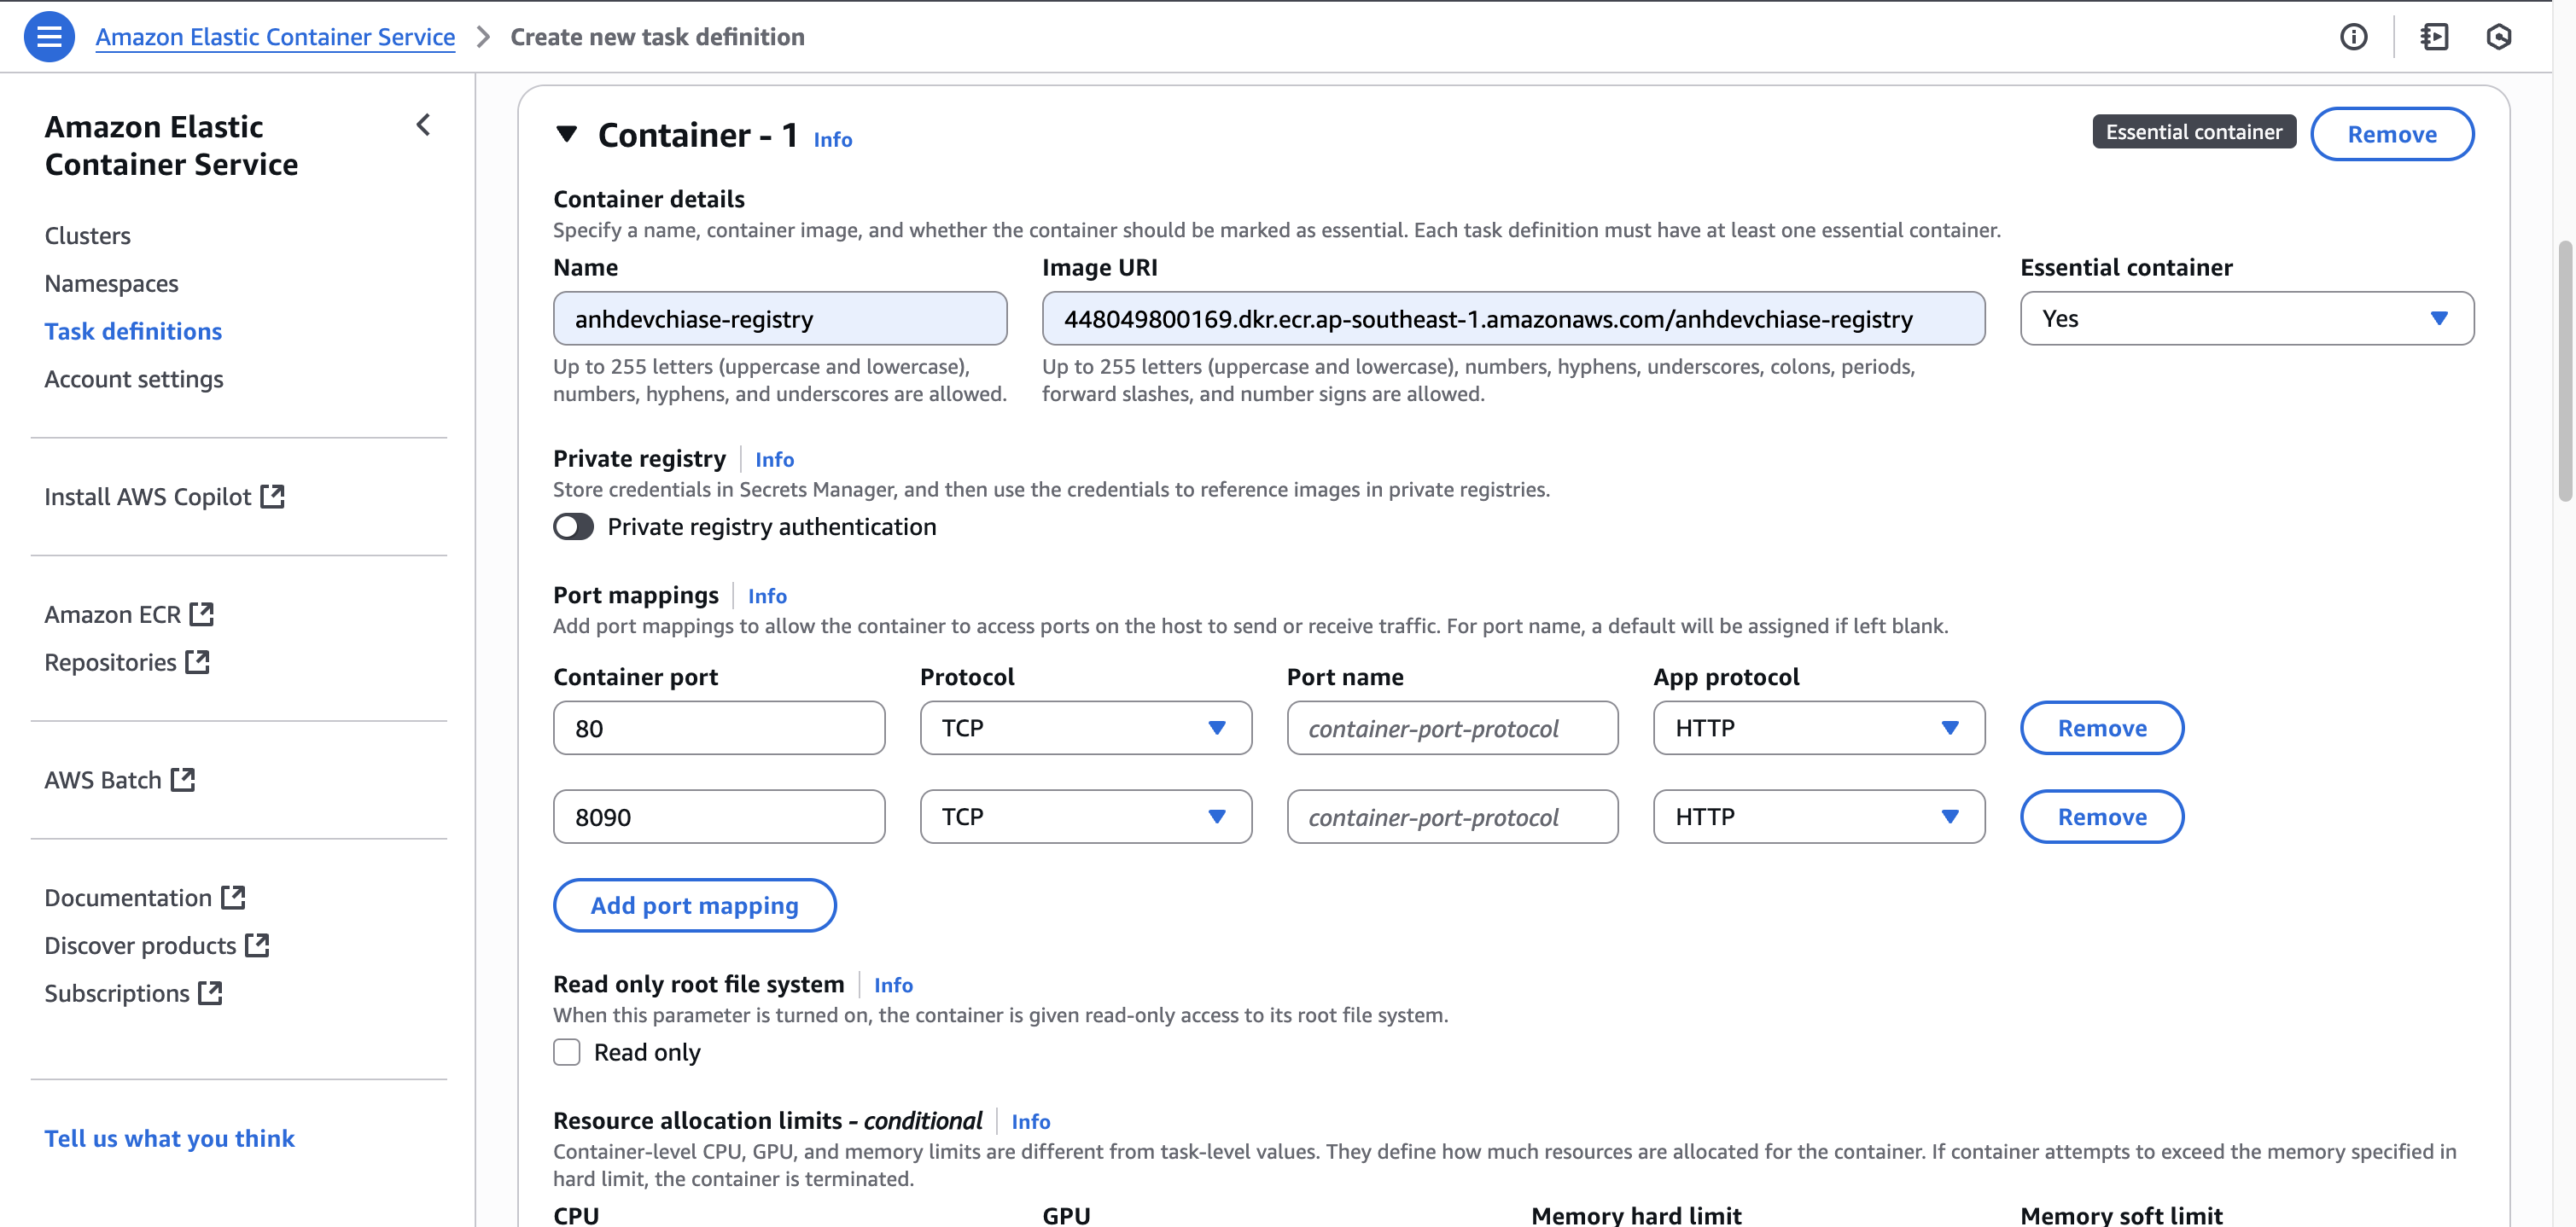 Amazon Elastic Container Service > Create new task definition
Amazon Elastic
Container Service
Clusters
Namespaces
Task definitions
Account settings
Install AWS Copilot
Amazon ECR
Repositories
AWS Batch
Documentation
Discover products
Subscriptions
Tell us what you think
Container - 1 Info
Essential container Remove
Container details
Specify a name, container image, and whether the container should be marked as essential. Each task definition must have at least one essential container.
Name Image URI Essential container
anhdevchiase-registry 448049800169.dkr.ecr.ap-southeast-1.amazonaws.com/anhdevchiase-registry Yes
Up to 255 letters (uppercase and lowercase),
numbers, hyphens, and underscores are allowed.
Up to 255 letters (uppercase and lowercase), numbers, hyphens, underscores, colons, periods,
forward slashes, and number signs are allowed.
Private registry Info
Store credentials in Secrets Manager, and then use the credentials to reference images in private registries.
Private registry authentication
Port mappings Info
Add port mappings to allow the container to access ports on the host to send or receive traffic. For port name, a default will be assigned if left blank.
Container port Protocol Port name App protocol
80 TCP container-port-protocol HTTP Remove
8090 TCP container-port-protocol HTTP Remove
Add port mapping
Read only root file system Info
When this parameter is turned on, the container is given read-only access to its root file system.
Read only
Resource allocation limits - conditional Info
Container-level CPU, GPU, and memory limits are different from task-level values. They define how much resources are allocated for the container. If container attempts to exceed the memory specified in
hard limit, the container is terminated.
CPU GPU Memory hard limit Memory soft limit